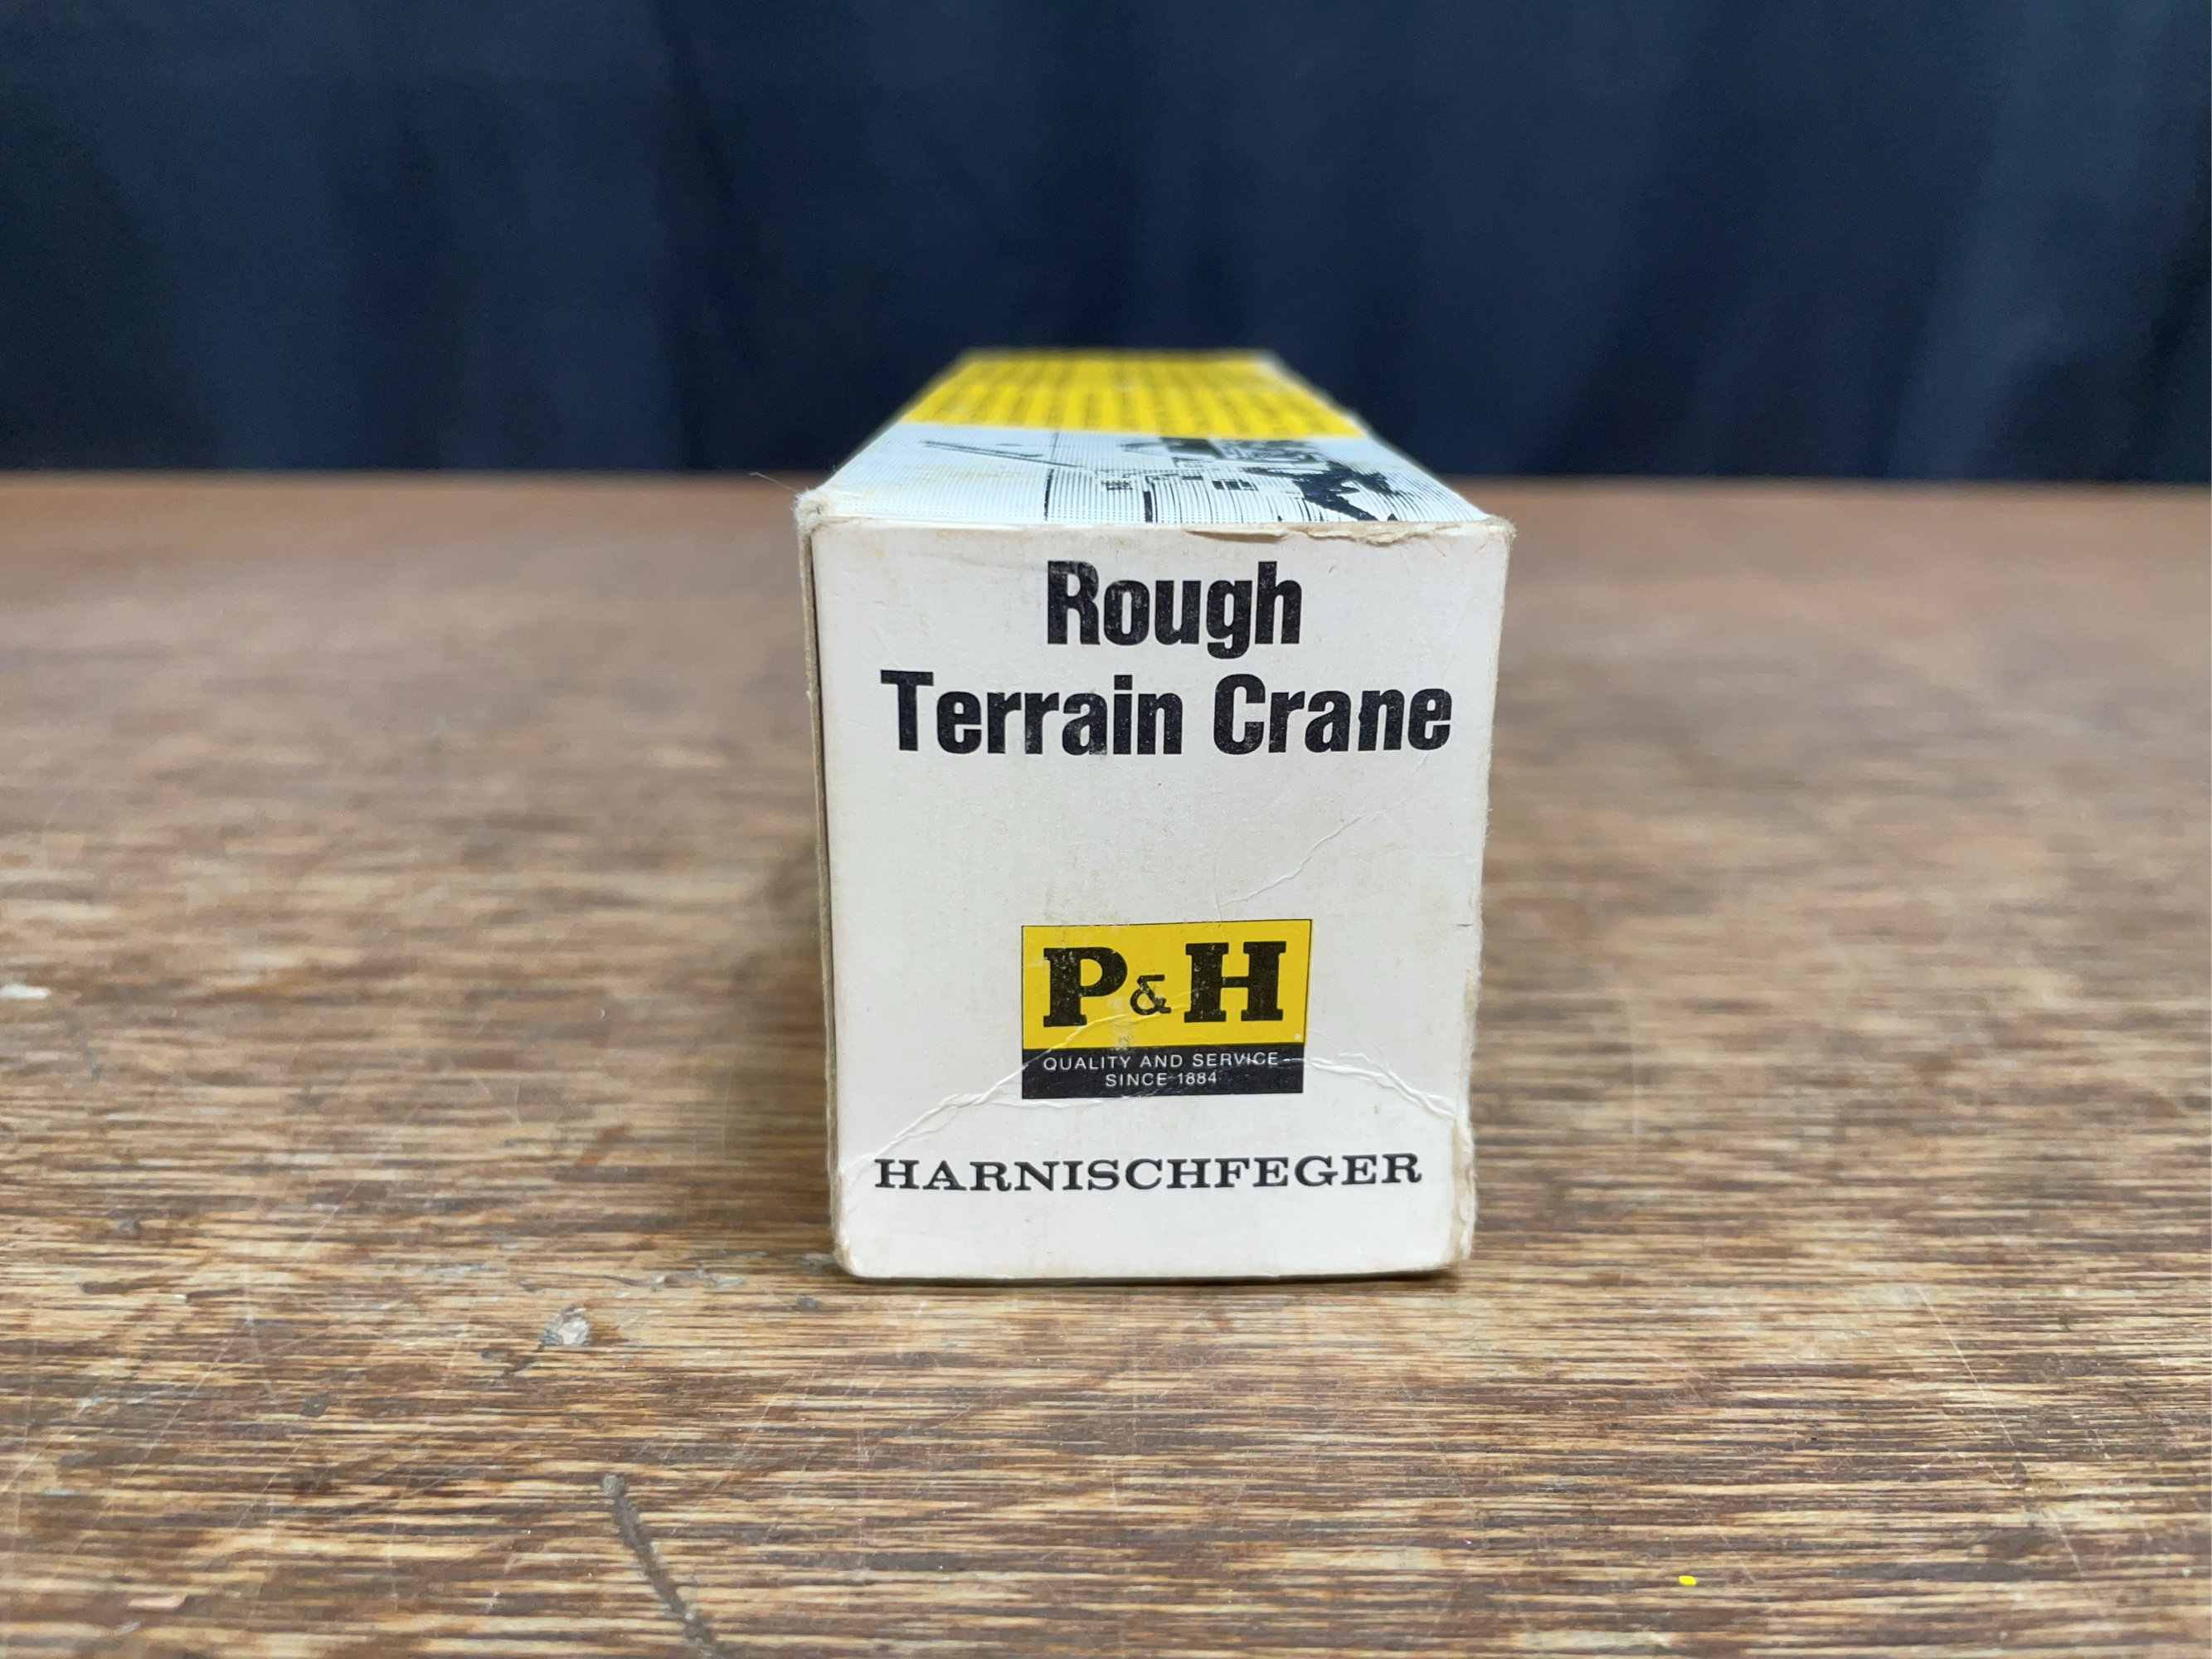 Rough
Terrain Crane
P&H
QUALITY AND SERVICE
SINCE 1884
HARNISCHFEGER